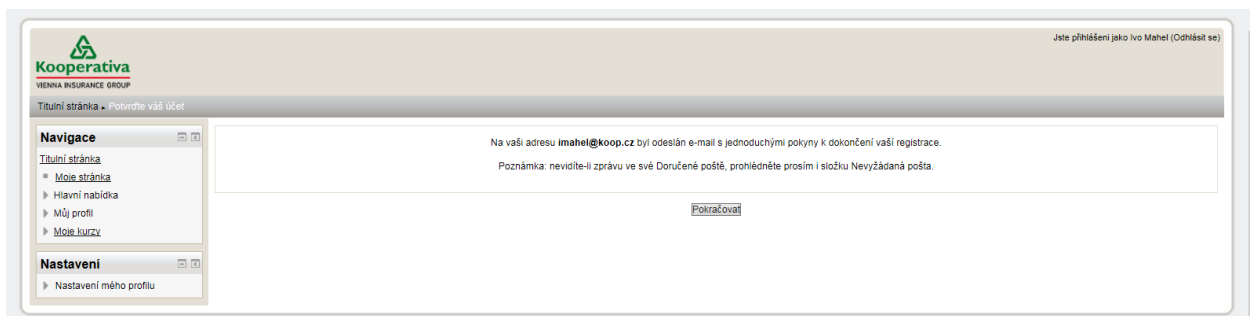 Jste přihlášeni jako Ivo Mahel (Odhlásit se)
Kooperativa
VIENNA INSURANCE GROUP
Titulní stránka ▸ Potvrďte váš účet
Navigace
Titulní stránka
Moje stránka
Hlavní nabídka
Můj profil
Moje kurzy
Nastavení
Nastavení mého profilu
Na vaši adresu imahel@koop.cz byl odeslán e-mail s jednoduchými pokyny k dokončení vaší registrace.
Poznámka: nevidíte-li zprávu ve své Doručené poště, prohlédněte prosím i složku Nevyžádaná pošta.
Pokračovat